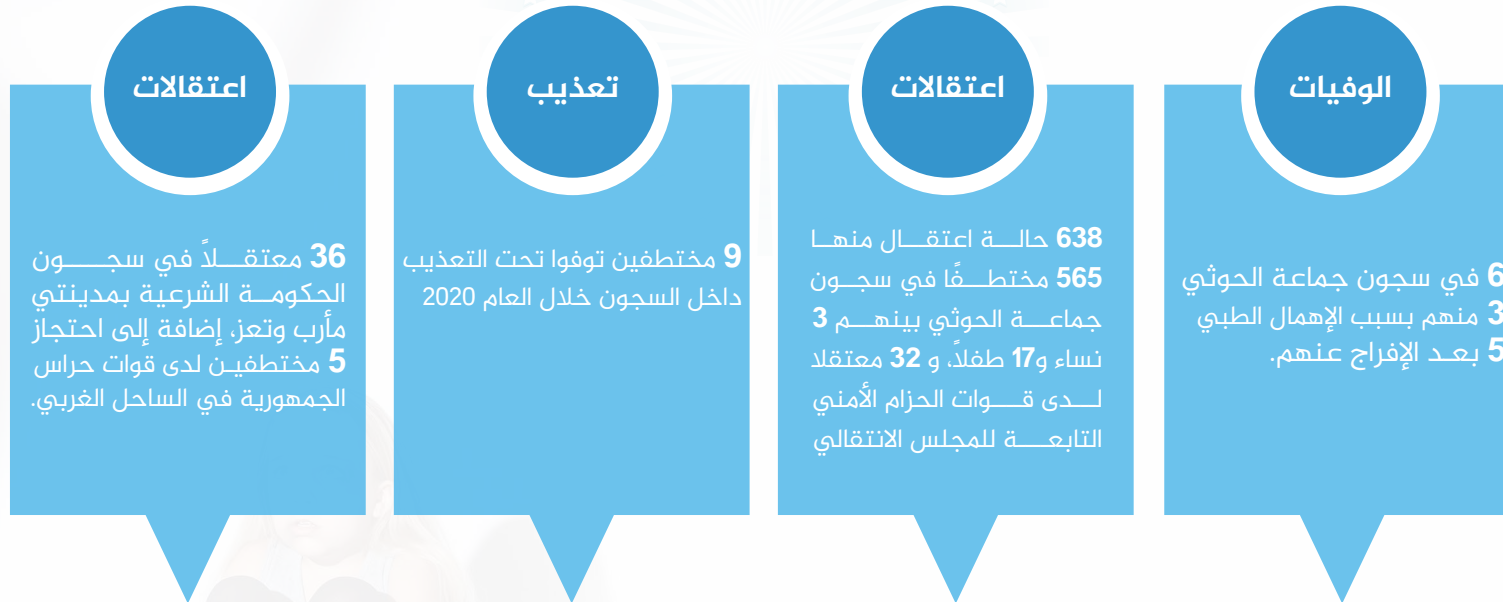 الوفيات
6 في سجون جماعة الحوثي
3 منهم بسبب الإهمال الطبي
5 بعد الإفراج عنهم.
اعتقالات
638 حالة اعتقال منها
565 مختطفًا في سجون
جماعة الحوثي بينهم 3
نساء و17 طفلاً، و 32 معتقلا
لدى قوات الحزام الأمني
التابعة للمجلس الانتقالي
تعذيب
9 مختطفين توفوا تحت التعذيب
داخل السجون خلال العام 2020
اعتقالات
36 معتقلاً في سجون
الحكومة الشرعية بمدينتي
مأرب وتعز، إضافة إلى احتجاز
5 مختطفين لدى قوات حراس
الجمهورية في الساحل الغربي.